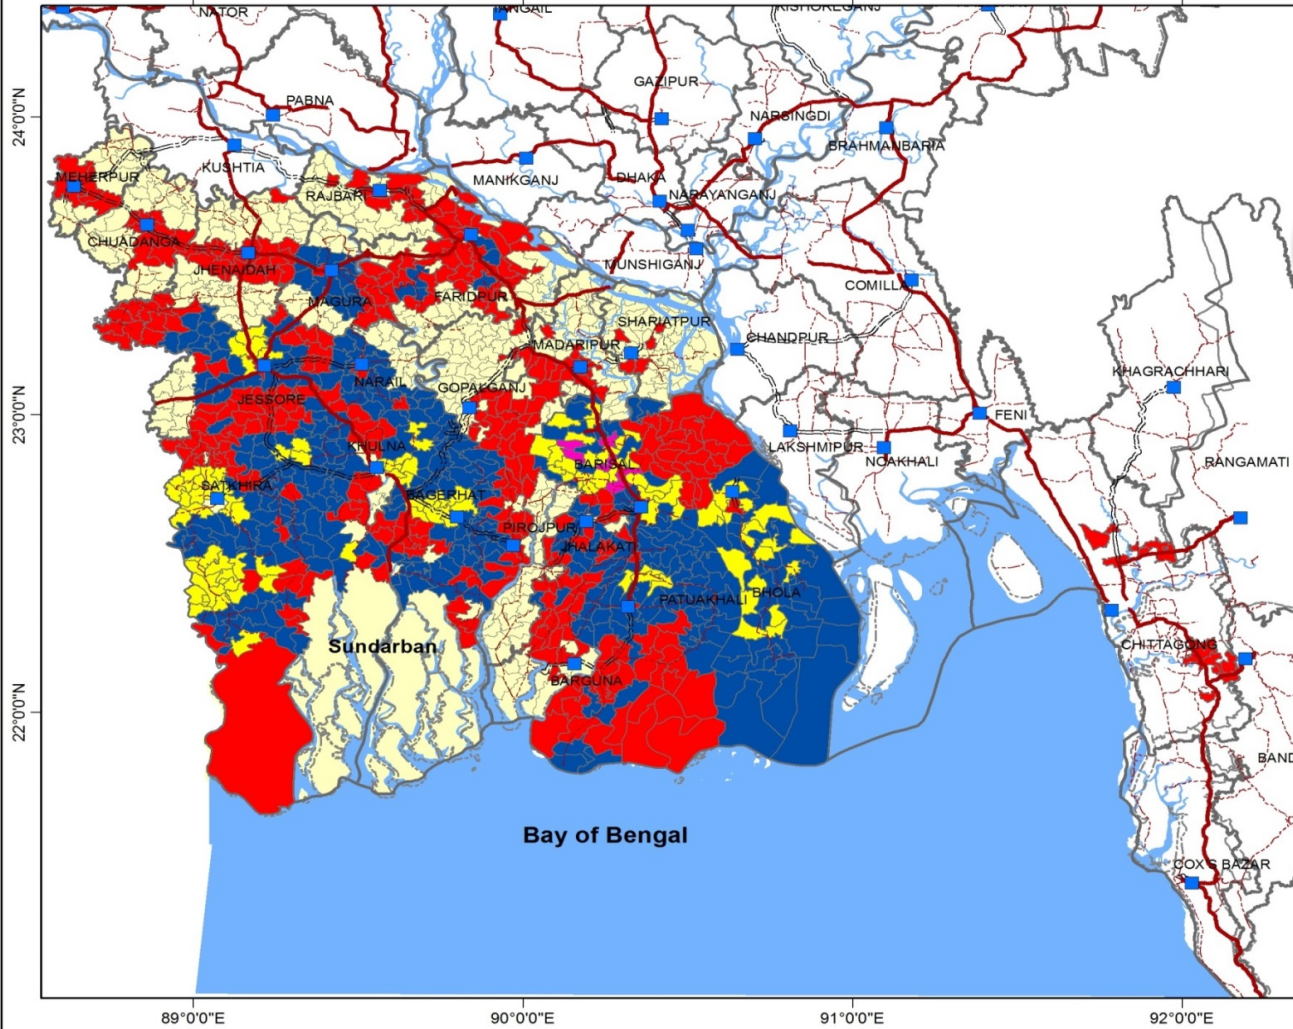 NATOR
KISHOREGANJ
GAZIPUR
PABNA
24°0'0"N
NARSINGDI
BRAHMANBARIA
KUSHTIA
MEHERPUR
MANIKGANJ
DHAKA
RAJBARI
NARAYANGANJ
CHUADANGA
JHENAIDAH
MUNSHIGANJ
COMILLA
MAGURA
FARIDPUR
SHARIATPUR
CHANDPUR
MADARIPUR
KHAGRACHHARI
NARAIL
GOPALGANJ
JESSORE
23°0'0"N
FENI
KHULNA
LAKSHMIPUR
NOAKHALI
BARISAL
RANGAMATI
SATKHIRA
BAGERHAT
PIROJPUR
JHALAKATI
PATUAKHALI
BHOLA
Sundarban
CHITTAGONG
BARGUNA
22°0'0"N
BAND
Bay of Bengal
COX'S BAZAR
89°0'0"E
90°0'0"E
91°0'0"E
92°0'0"E